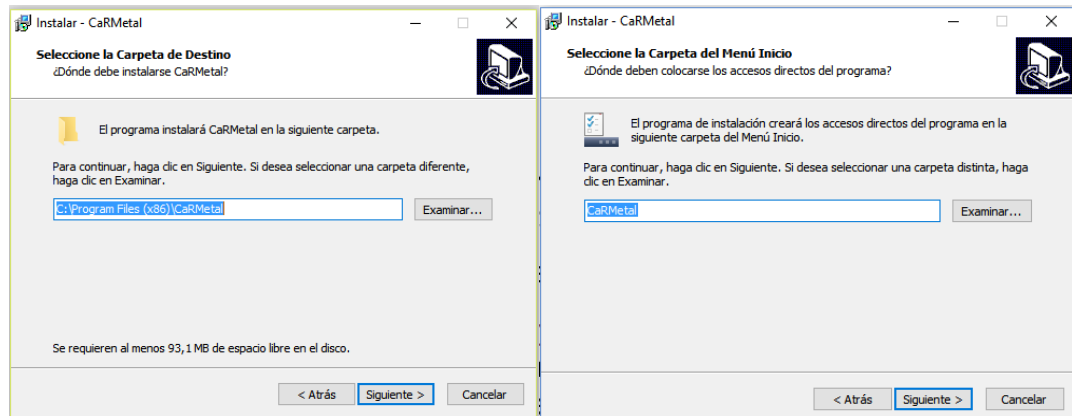 Instalar - CaRMetal
Seleccione la Carpeta de Destino
¿Dónde debe instalarse CaRMetal?
El programa instalará CaRMetal en la siguiente carpeta.
Para continuar, haga clic en Siguiente. Si desea seleccionar una carpeta diferente,
haga clic en Examinar.
C:\Program Files (x86)\CaRMetal
Examinar...
Se requieren al menos 93,1 MB de espacio libre en el disco.
< Atrás
Siguiente >
Cancelar
Instalar - CaRMetal
Seleccione la Carpeta del Menú Inicio
¿Dónde deben colocarse los accesos directos del programa?
El programa de instalación creará los accesos directos del programa en la
siguiente carpeta del Menú Inicio.
Para continuar, haga clic en Siguiente. Si desea seleccionar una carpeta distinta, haga
clic en Examinar.
CaRMetal
Examinar...
< Atrás
Siguiente >
Cancelar